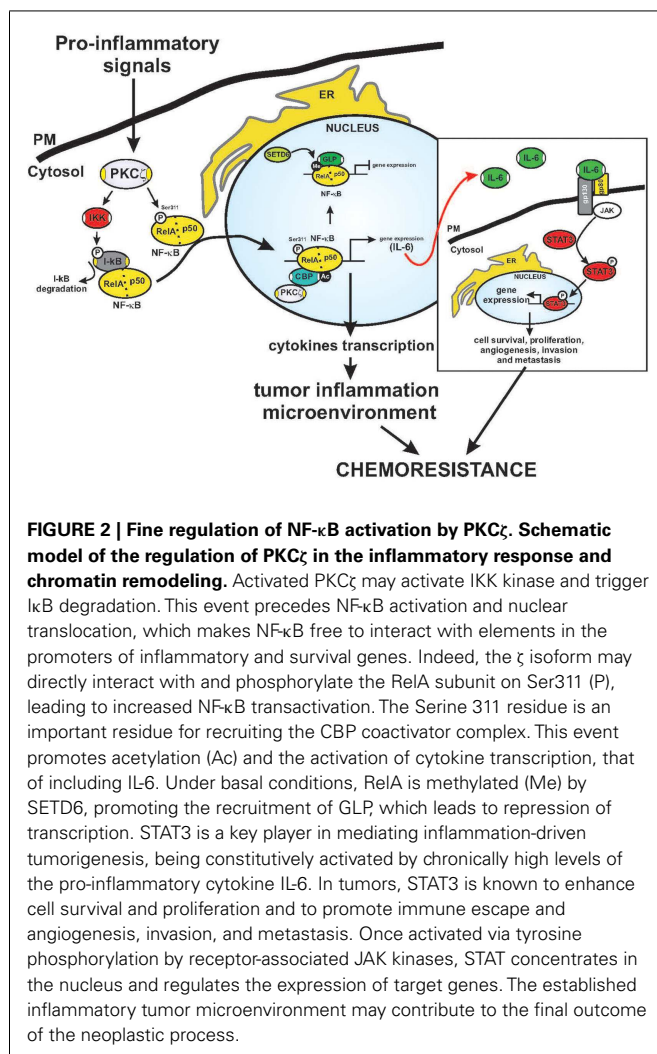 Pro-inflammatory
signals
PM
Cytosol
PKCζ
IKK
Ser311
P
RelA p50
NF-κB
P
I-kB
I-kB
degradation
RelA p50
NF-κB
ER
NUCLEUS
SETD6
GLP
Me
RelA p50
NF-κB
gene expression
Ser311
NF-κB
P
RelA p50
CBP
Ac
PKCζ
gene expression
(IL-6)
cytokines transcription
tumor inflammation
microenvironment
CHEMORESISTANCE
IL-6
IL-6
IL-6
gp130
gp80
JAK
PM
Cytosol
STAT3
P
STAT3
ER
NUCLEUS
gene
expression
P
STAT3
cell survival, proliferation,
angiogenesis, invasion
and metastasis
FIGURE 2 | Fine regulation of NF-κB activation by PKCζ. Schematic
model of the regulation of PKCζ in the inflammatory response and
chromatin remodeling. Activated PKCζ may activate IKK kinase and trigger
IκB degradation. This event precedes NF-κB activation and nuclear
translocation, which makes NF-κB free to interact with elements in the
promoters of inflammatory and survival genes. Indeed, the ζ isoform may
directly interact with and phosphorylate the RelA subunit on Ser311 (P),
leading to increased NF-κB transactivation. The Serine 311 residue is an
important residue for recruiting the CBP coactivator complex. This event
promotes acetylation (Ac) and the activation of cytokine transcription, that
of including IL-6. Under basal conditions, RelA is methylated (Me) by
SETD6, promoting the recruitment of GLP, which leads to repression of
transcription. STAT3 is a key player in mediating inflammation-driven
tumorigenesis, being constitutively activated by chronically high levels of
the pro-inflammatory cytokine IL-6. In tumors, STAT3 is known to enhance
cell survival and proliferation and to promote immune escape and
angiogenesis, invasion, and metastasis. Once activated via tyrosine
phosphorylation by receptor-associated JAK kinases, STAT concentrates in
the nucleus and regulates the expression of target genes. The established
inflammatory tumor microenvironment may contribute to the final outcome
of the neoplastic process.